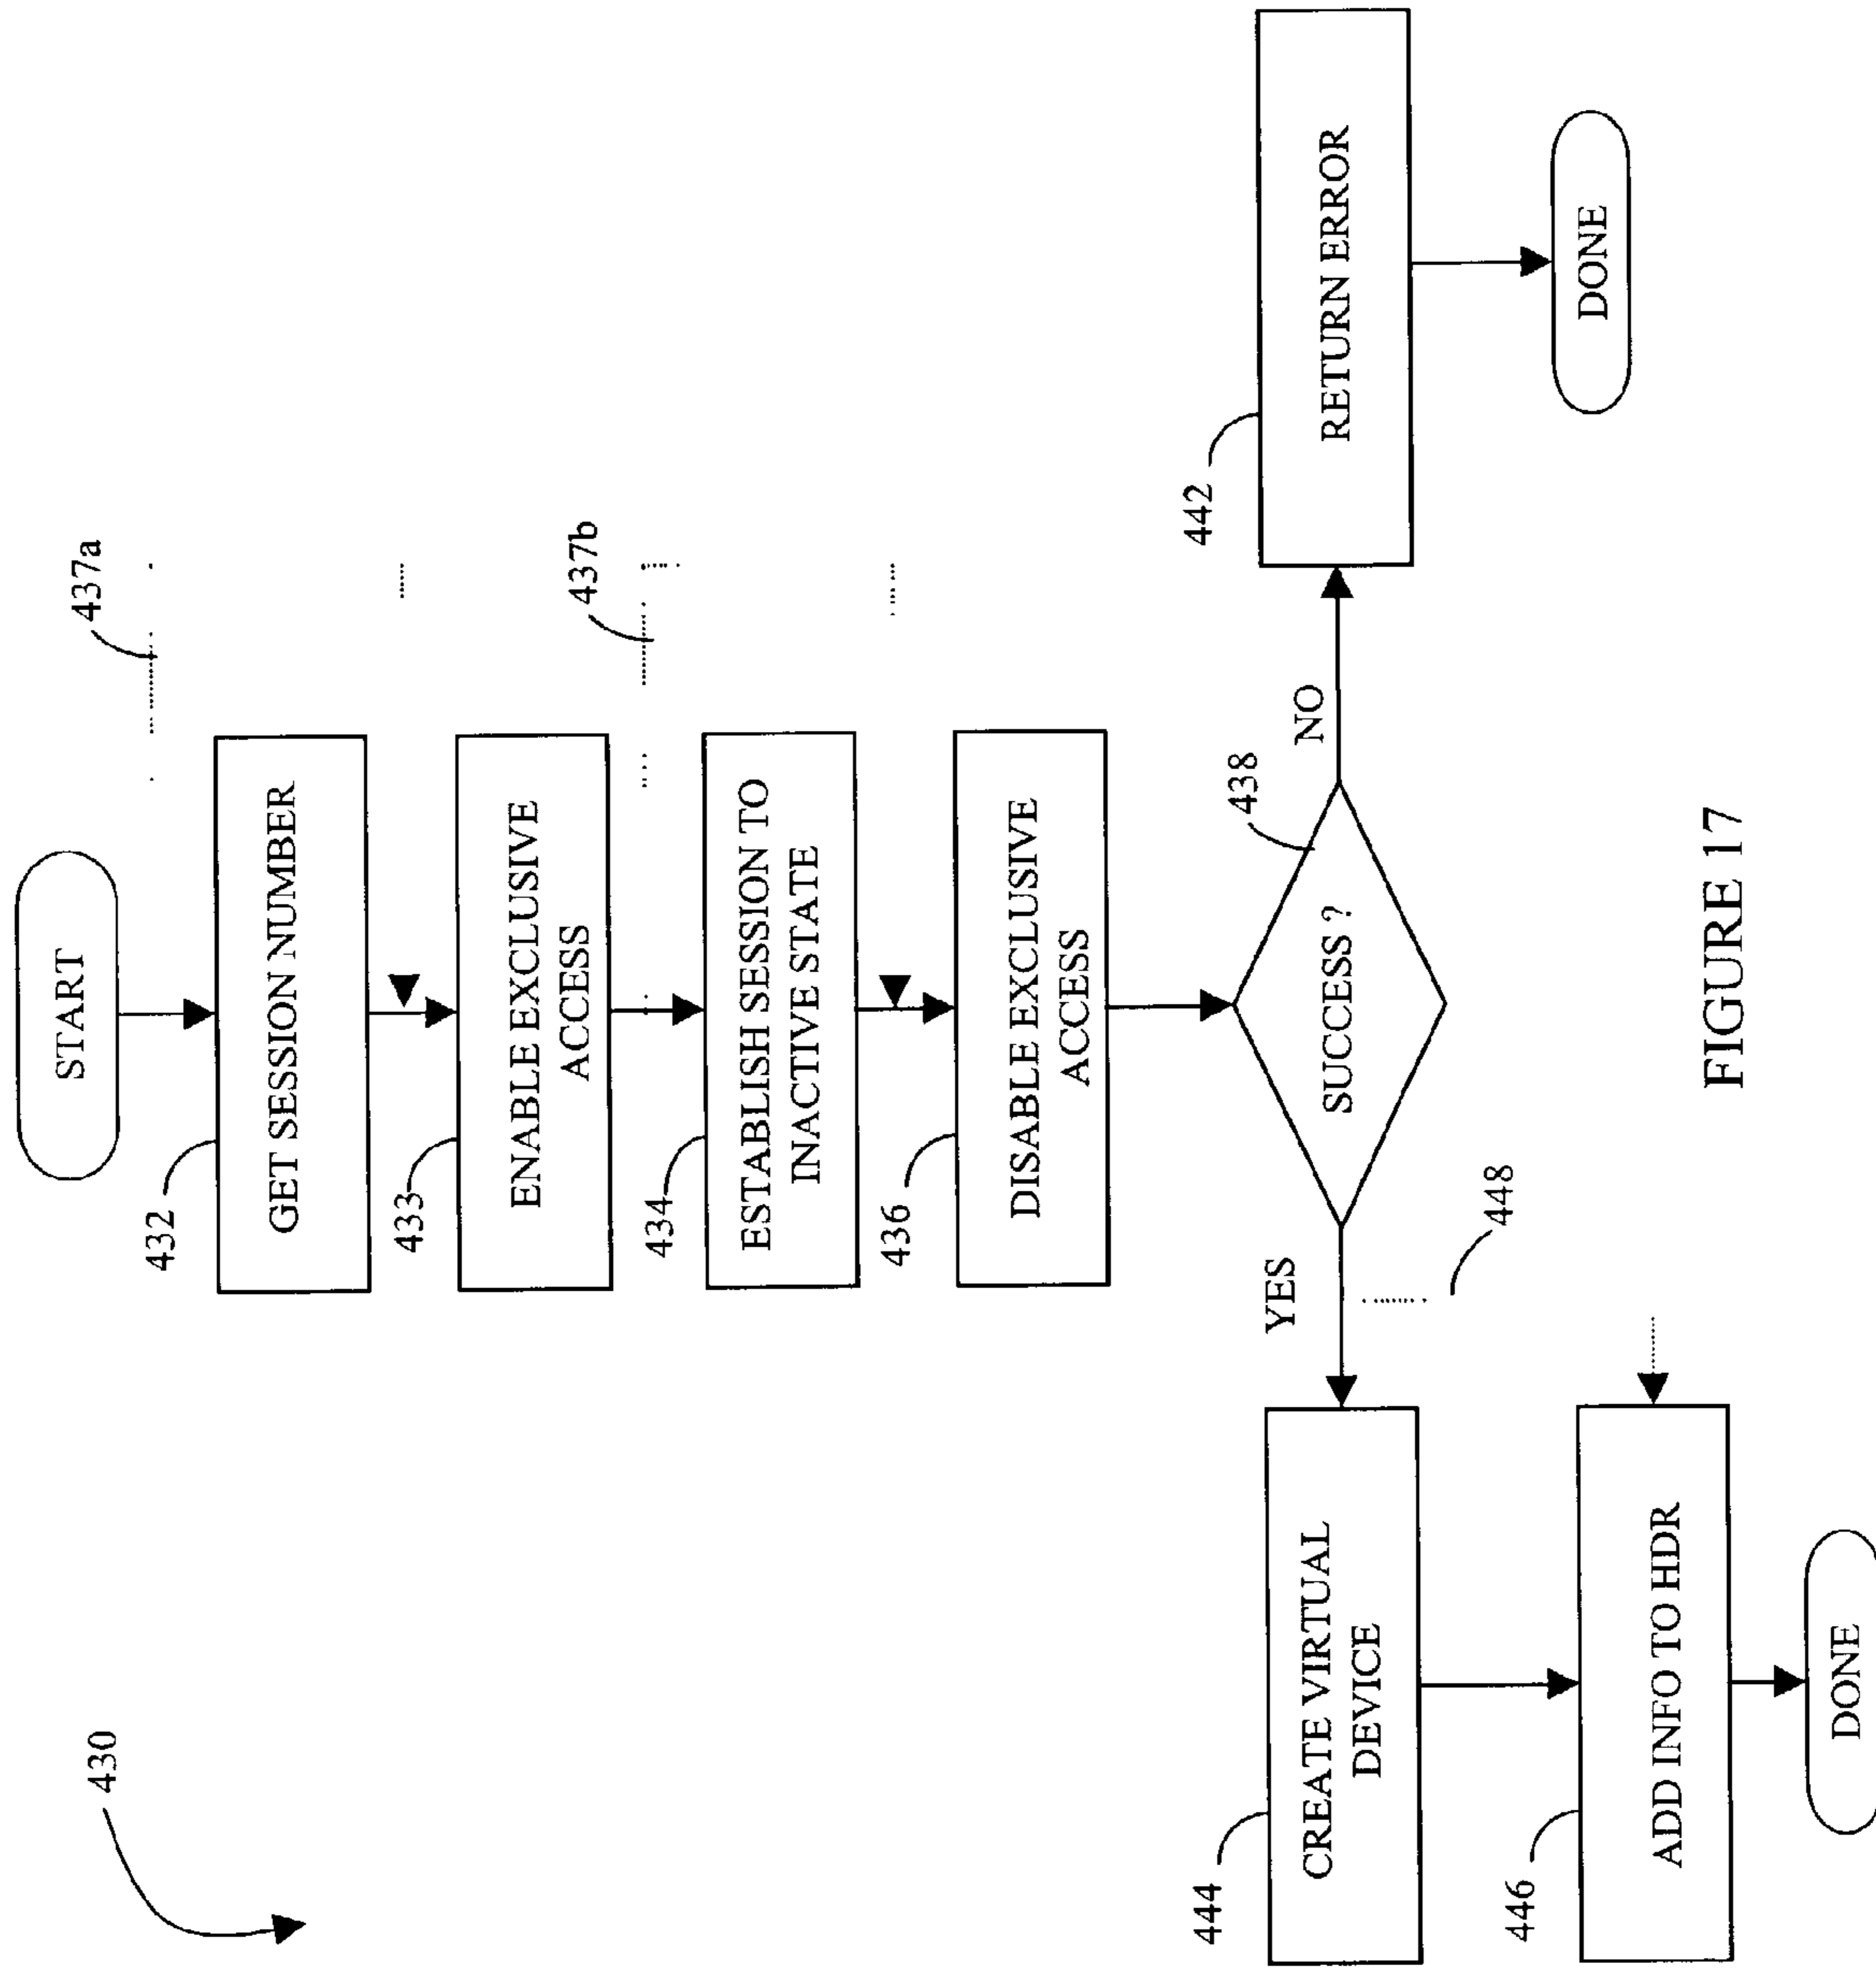 430
START
437a
432
GET SESSION NUMBER
433
ENABLE EXCLUSIVE
ACCESS
437b
434
ESTABLISH SESSION TO
INACTIVE STATE
436
DISABLE EXCLUSIVE
ACCESS
438
SUCCESS ?
YES
NO
448
444
CREATE VIRTUAL
DEVICE
442
RETURN ERROR
446
ADD INFO TO HDR
DONE
DONE
FIGURE 17